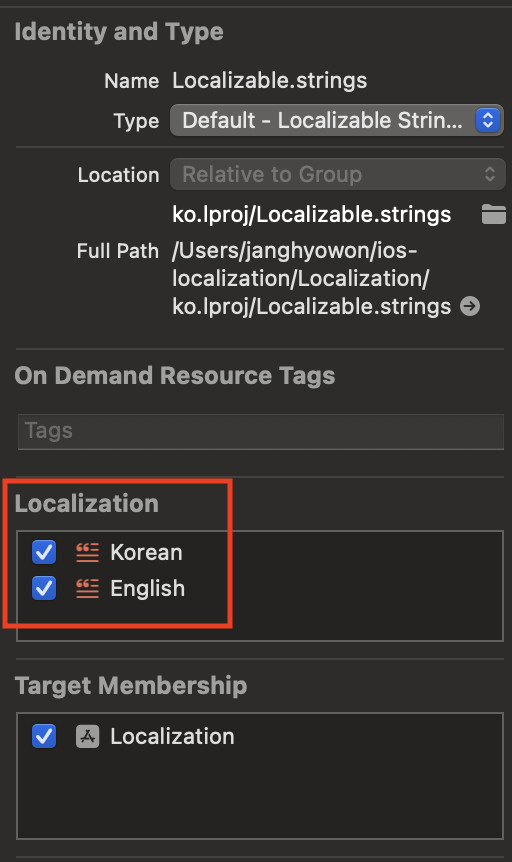 Identity and Type
Name Localizable.strings
Type Default - Localizable Strin...
Location Relative to Group
ko.lproj/Localizable.strings
Full Path /Users/janghyowon/ios-
localization/Localization/
ko.lproj/Localizable.strings
On Demand Resource Tags
Tags
Localization
Korean
English
Target Membership
Localization